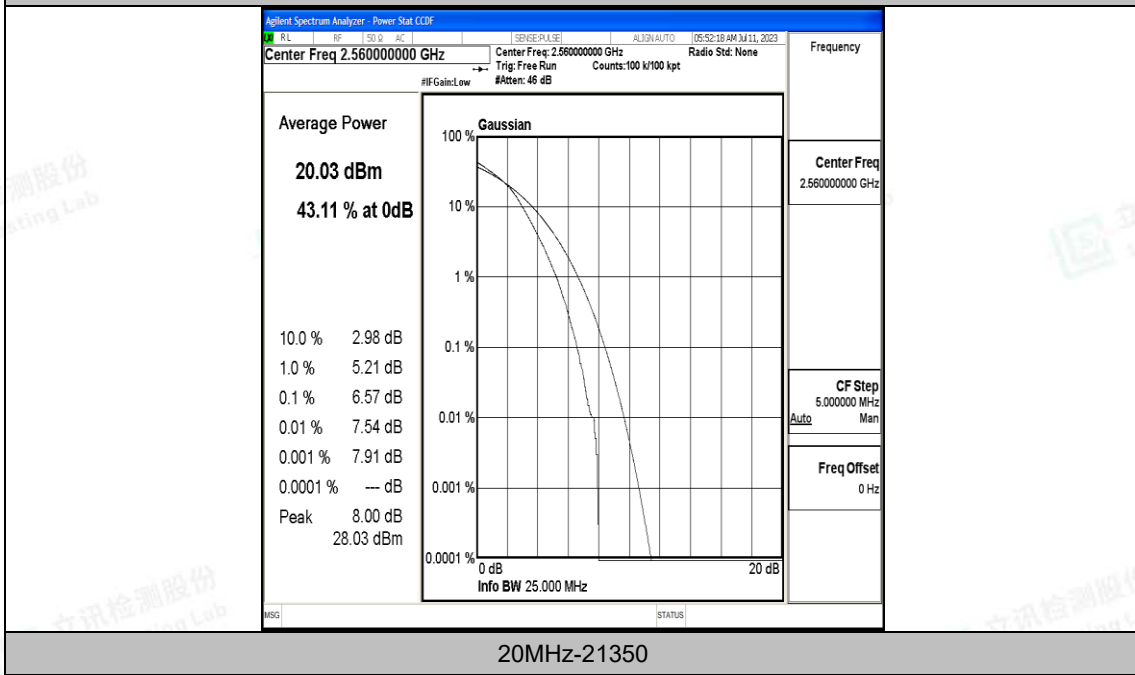 Agilent Spectrum Analyzer - Power Stat CCDF
RL RF 50 Ω AC SENSE:PULSE ALIGN AUTO 05:52:18 AM Jul 11, 2023
Center Freq 2.560000000 GHz
Center Freq: 2.560000000 GHz Radio Std: None
Trig: Free Run Counts:100 k/100 kpt
#IFGain:Low #Atten: 46 dB
Frequency
Average Power
20.03 dBm
43.11 % at 0dB
10.0 % 2.98 dB
1.0 % 5.21 dB
0.1 % 6.57 dB
0.01 % 7.54 dB
0.001 % 7.91 dB
0.0001 % --- dB
Peak 8.00 dB
28.03 dBm
Gaussian
100 %
10 %
1 %
0.1 %
0.01 %
0.001 %
0.0001 %
0 dB 20 dB
Info BW 25.000 MHz
Center Freq
2.560000000 GHz
CF Step
5.000000 MHz
Auto Man
Freq Offset
0 Hz
MSG STATUS
20MHz-21350
立讯检测股份